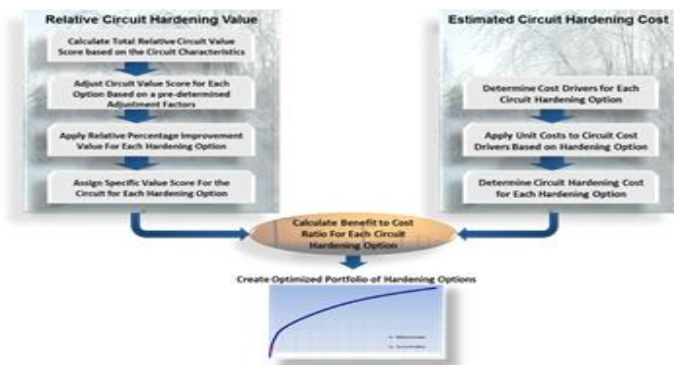 Relative Circuit Hardening Value
Calculate Total Relative Circuit Value
Score based on the Circuit Characteristics
Adjust Circuit Value Score for Each
Option Based on a pre-determined
Adjustment Factors
Apply Relative Percentage Improvement
Value For Each Hardening Option
Assign Specific Value Score For the
Circuit for Each Hardening Option
Estimated Circuit Hardening Cost
Determine Cost Drivers for Each
Circuit Hardening Option
Apply Unit Costs to Circuit Cost
Drivers Based on Hardening Option
Determine Circuit Hardening Cost
for Each Hardening Option
Calculate Benefit to Cost
Ratio For Each Circuit
Hardening Option
Create Optimized Portfolio of Hardening Options